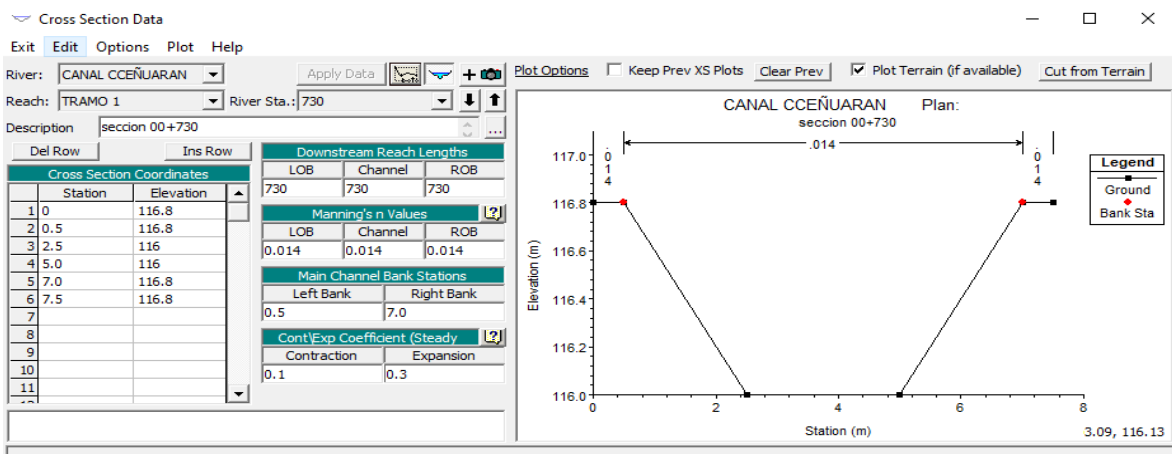 Cross Section Data
Exit Edit Options Plot Help
River: CANAL CCEÑUARAN Apply Data
Reach: TRAMO 1 River Sta.: 730
Description seccion 00+730 ...
Del Row Ins Row
Cross Section Coordinates
Station Elevation
1 0 116.8
2 0.5 116.8
3 2.5 116
4 5.0 116
5 7.0 116.8
6 7.5 116.8
7
8
9
10
11
Downstream Reach Lengths
LOB Channel ROB
730 730 730
Manning's n Values
LOB Channel ROB
0.014 0.014 0.014
Main Channel Bank Stations
Left Bank Right Bank
0.5 7.0
Cont\Exp Coefficient (Steady
Contraction Expansion
0.1 0.3
Plot Options Keep Prev XS Plots Clear Prev Plot Terrain (if available) Cut from Terrain
CANAL CCEÑUARAN Plan:
seccion 00+730
.014 .014 .014
117.0
116.8
116.6
116.4
116.2
116.0
Elevation (m)
0 2 4 6 8
Station (m)
Legend
Ground
Bank Sta
3.09, 116.13